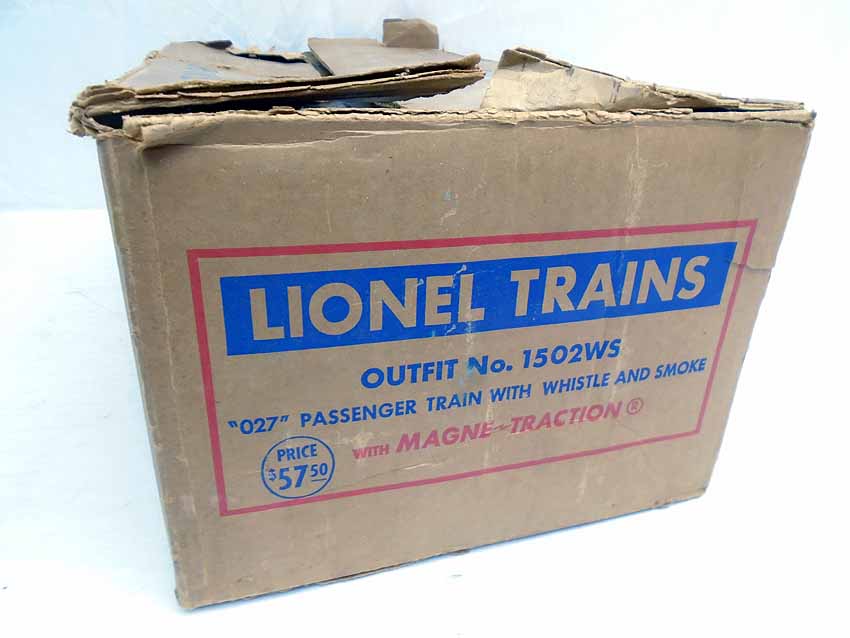 LIONEL TRAINS
OUTFIT No. 1502WS
"027" PASSENGER TRAIN WITH WHISTLE AND SMOKE
WITH MAGNE-TRACTION®
PRICE
$57.50